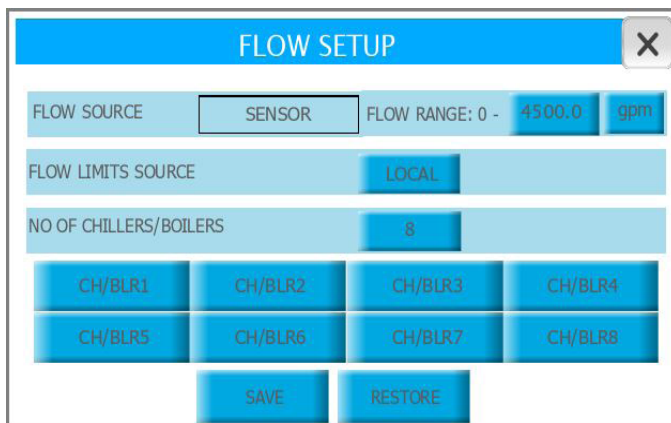 FLOW SETUP X
FLOW SOURCE SENSOR FLOW RANGE: 0 - 4500.0 gpm
FLOW LIMITS SOURCE LOCAL
NO OF CHILLERS/BOILERS 8
CH/BLR1 CH/BLR2 CH/BLR3 CH/BLR4
CH/BLR5 CH/BLR6 CH/BLR7 CH/BLR8
SAVE RESTORE